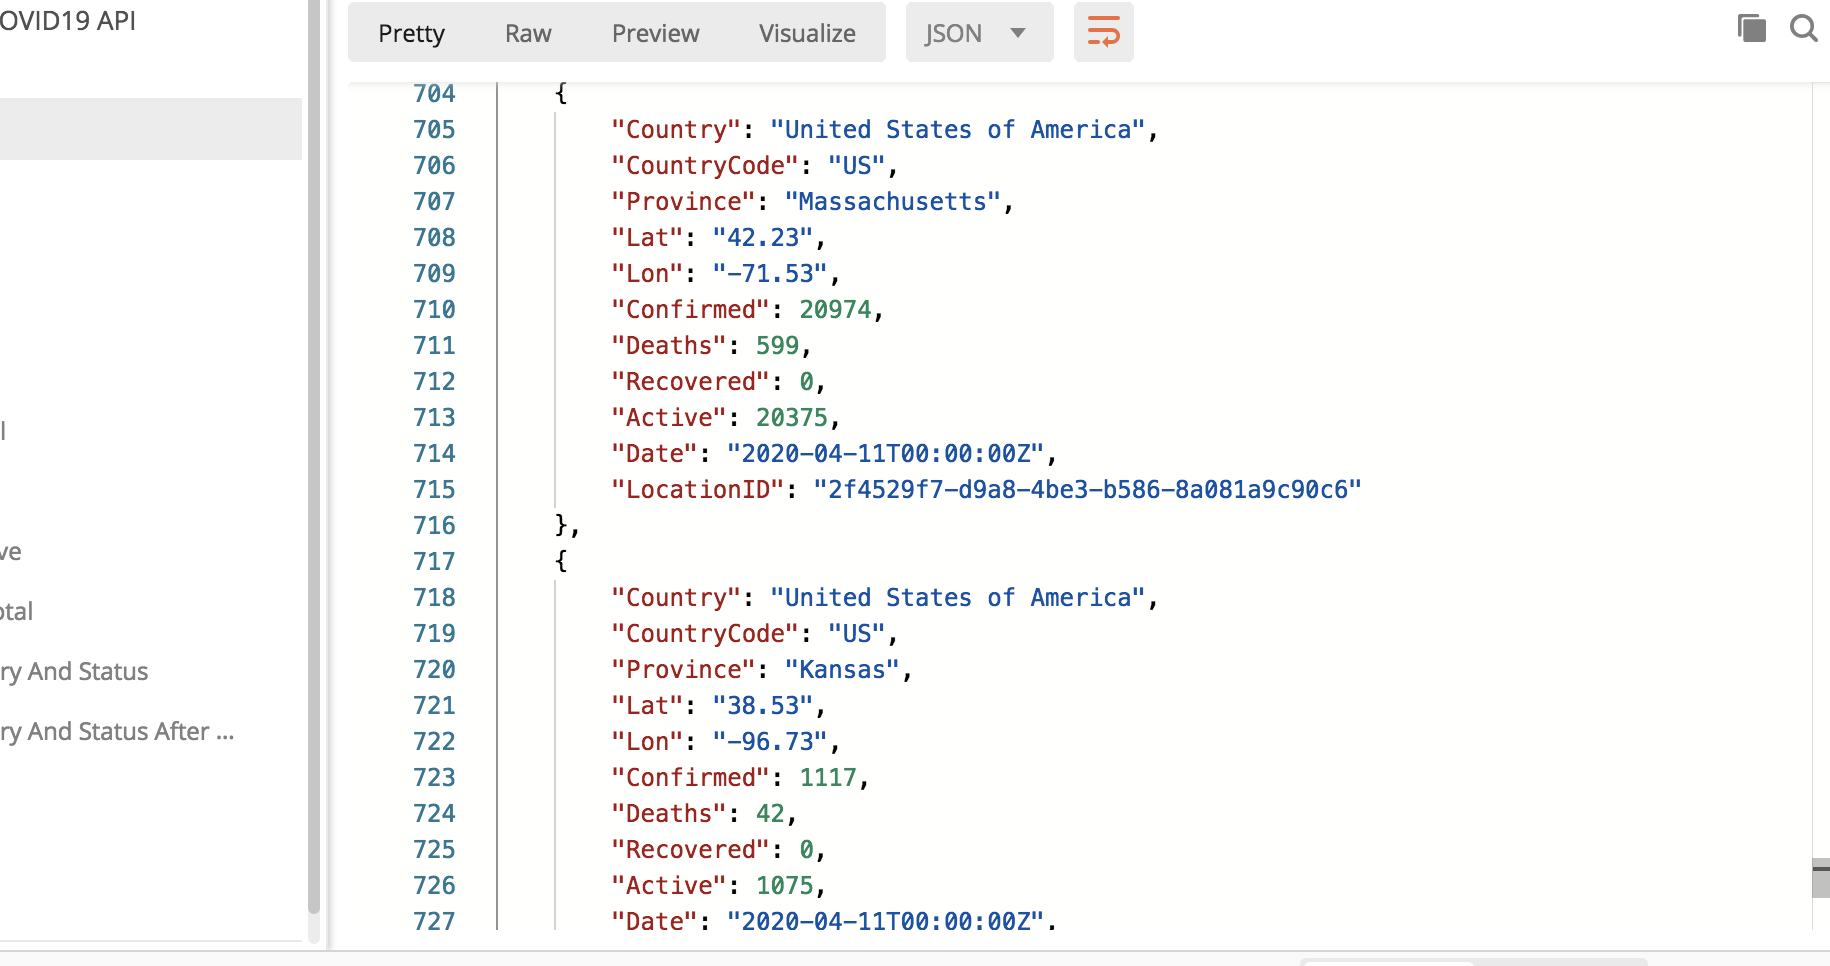 OVID19 API
l
ve
otal
ry And Status
ry And Status After ...
Pretty Raw Preview Visualize JSON
704 {
705 "Country": "United States of America",
706 "CountryCode": "US",
707 "Province": "Massachusetts",
708 "Lat": "42.23",
709 "Lon": "-71.53",
710 "Confirmed": 20974,
711 "Deaths": 599,
712 "Recovered": 0,
713 "Active": 20375,
714 "Date": "2020-04-11T00:00:00Z",
715 "LocationID": "2f4529f7-d9a8-4be3-b586-8a081a9c90c6"
716 },
717 {
718 "Country": "United States of America",
719 "CountryCode": "US",
720 "Province": "Kansas",
721 "Lat": "38.53",
722 "Lon": "-96.73",
723 "Confirmed": 1117,
724 "Deaths": 42,
725 "Recovered": 0,
726 "Active": 1075,
727 "Date": "2020-04-11T00:00:00Z",